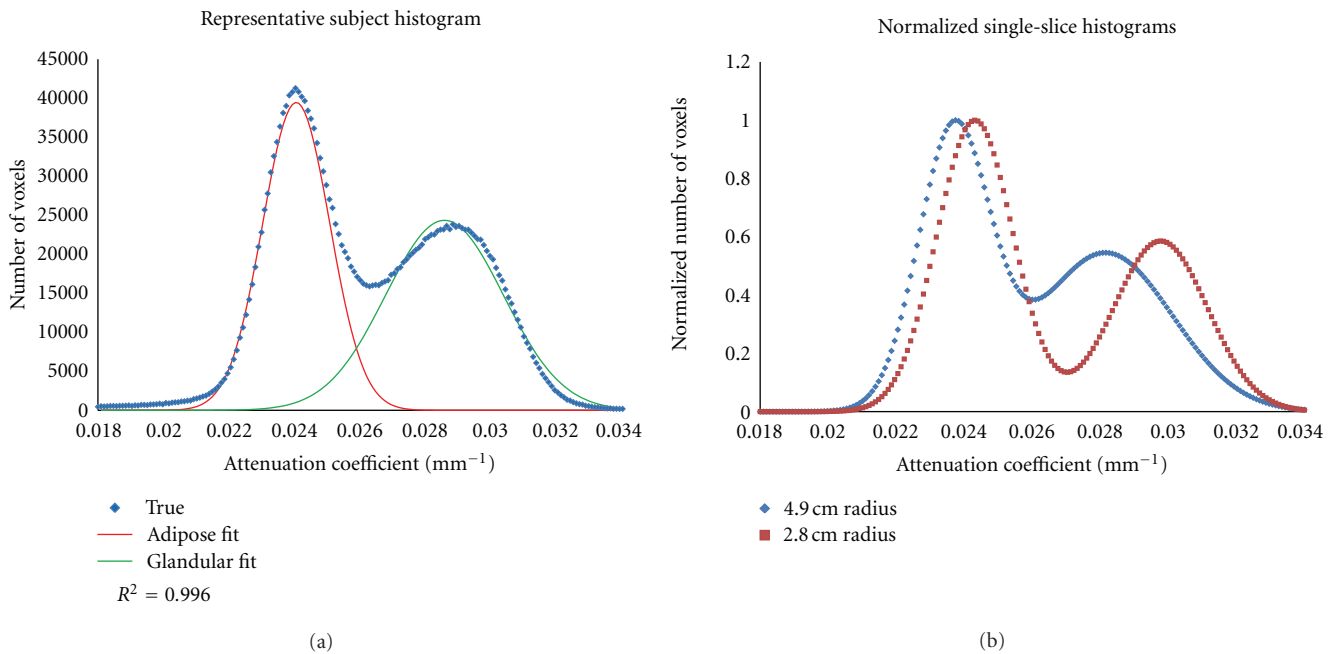 Representative subject histogram
45000
40000
35000
30000
25000
20000
15000
10000
5000
0
Number of voxels
0.018 0.02 0.022 0.024 0.026 0.028 0.03 0.032 0.034
Attenuation coefficient (mm−1)
True
Adipose fit
Glandular fit
R2 = 0.996
(a)
Normalized single-slice histograms
1.2
1
0.8
0.6
0.4
0.2
0
Normalized number of voxels
0.018 0.02 0.022 0.024 0.026 0.028 0.03 0.032 0.034
Attenuation coefficient (mm−1)
4.9 cm radius
2.8 cm radius
(b)